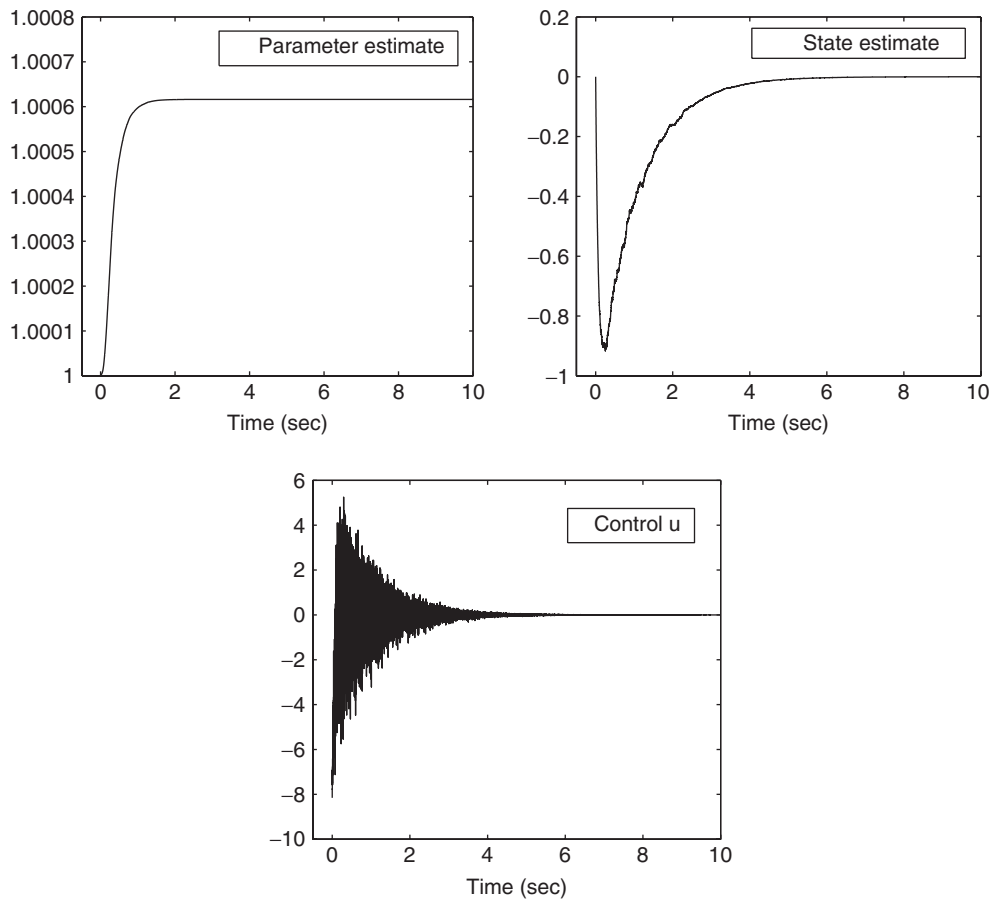 Parameter estimate
1.0008
1.0007
1.0006
1.0005
1.0004
1.0003
1.0002
1.0001
1
0 2 4 6 8 10
Time (sec)
State estimate
0.2
0
−0.2
−0.4
−0.6
−0.8
−1
0 2 4 6 8 10
Time (sec)
Control u
6
4
2
0
−2
−4
−6
−8
−10
0 2 4 6 8 10
Time (sec)